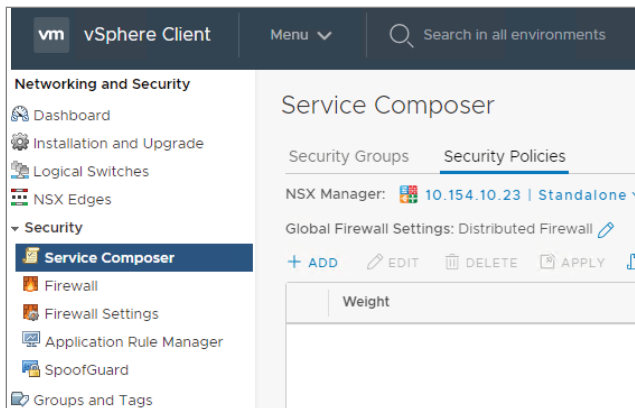 vm vSphere Client Menu Search in all environments
Networking and Security
Dashboard
Installation and Upgrade
Logical Switches
NSX Edges
Security
Service Composer
Firewall
Firewall Settings
Application Rule Manager
SpoofGuard
Groups and Tags
Service Composer
Security Groups Security Policies
NSX Manager: 10.154.10.23 | Standalone
Global Firewall Settings: Distributed Firewall
+ ADD EDIT DELETE APPLY
Weight